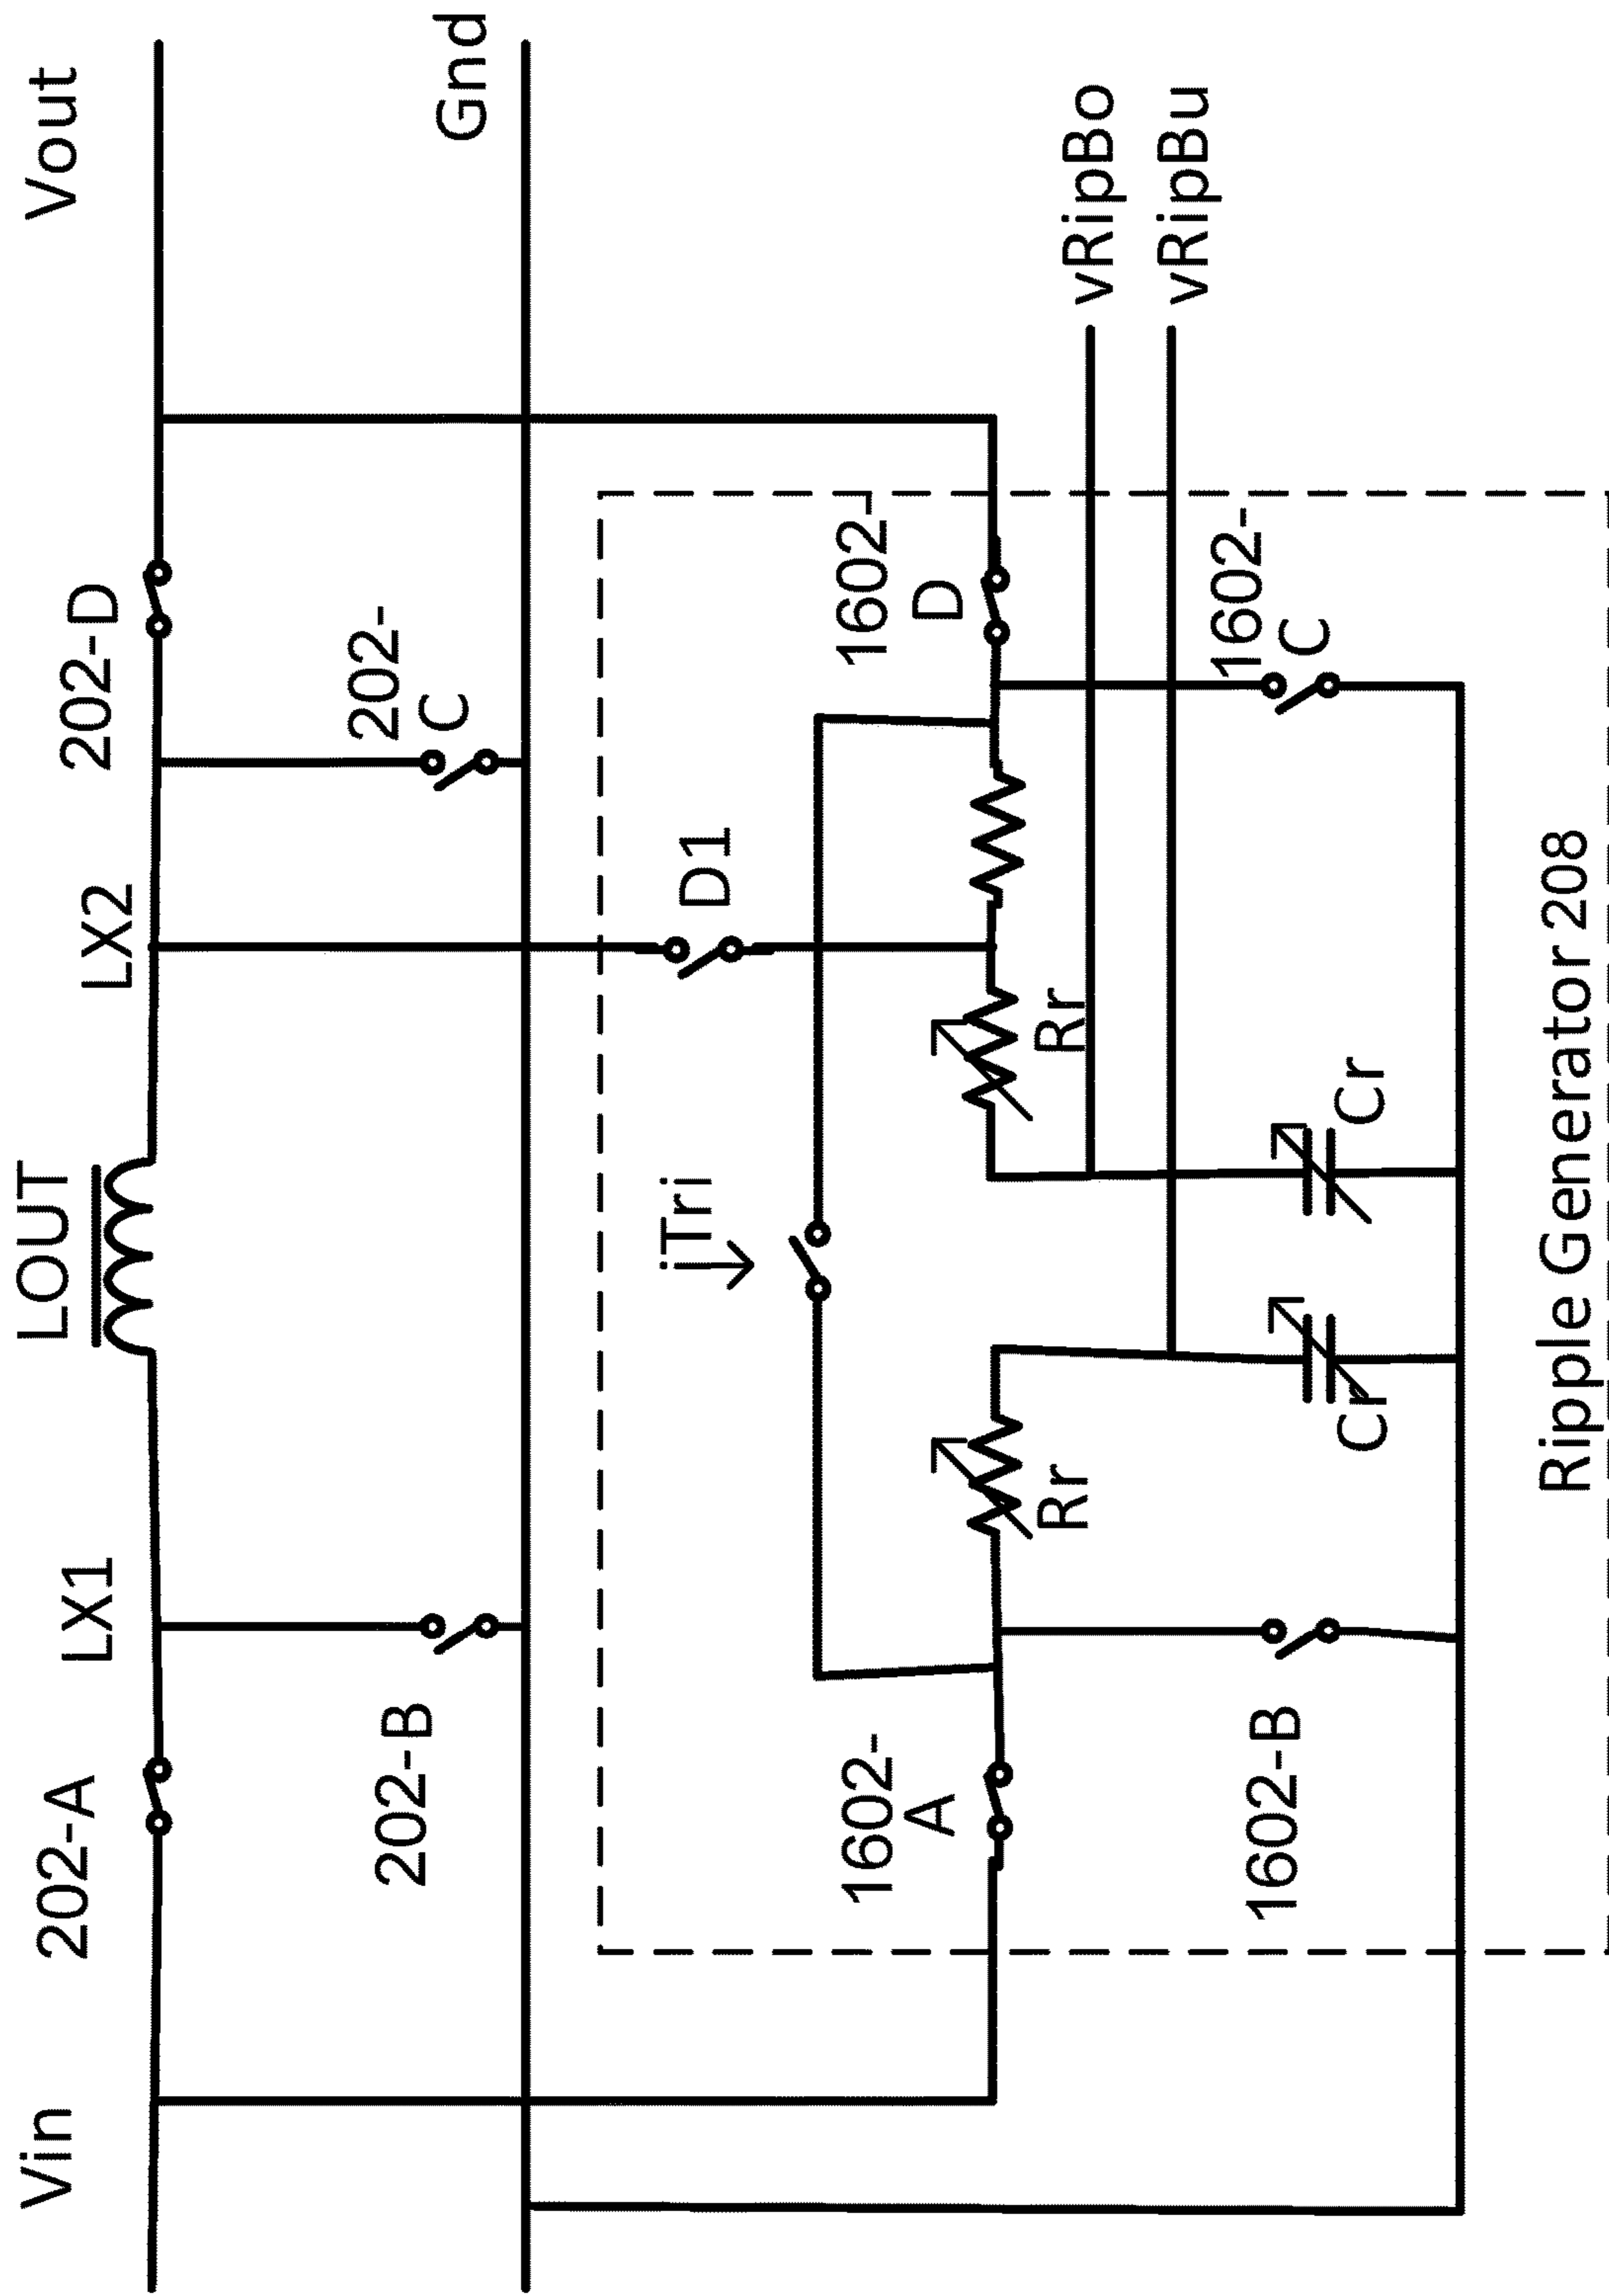 Vin
202-A
LX1
LOUT
LX2
202-D
Vout
202-B
202-
C
Gnd
iTri
D1
1602-
A
Rr
Rr
1602-
D
vRipBo
vRipBu
1602-B
Cr
Cr
1602-
C
Ripple Generator 208